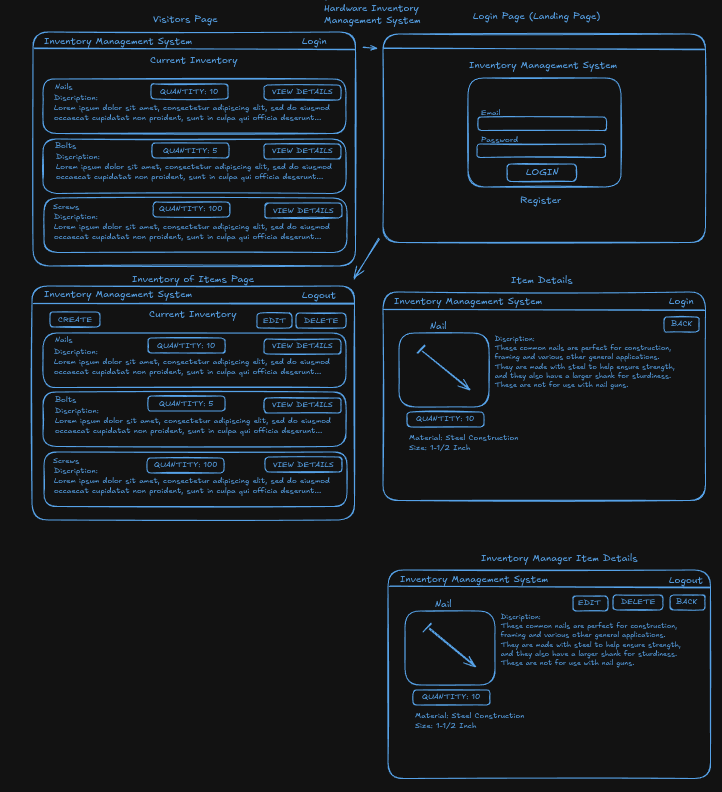 Hardware Inventory
Management System
Visitors Page
Inventory Management System
Login
Current Inventory
Nails
QUANTITY: 10
VIEW DETAILS
Discription:
Lorem ipsum dolor sit amet, consectetur adipiscing elit, sed do eiusmod
occaecat cupidatat non proident, sunt in culpa qui officia deserunt...
Bolts
QUANTITY: 5
VIEW DETAILS
Discription:
Lorem ipsum dolor sit amet, consectetur adipiscing elit, sed do eiusmod
occaecat cupidatat non proident, sunt in culpa qui officia deserunt...
Screws
QUANTITY: 100
VIEW DETAILS
Discription:
Lorem ipsum dolor sit amet, consectetur adipiscing elit, sed do eiusmod
occaecat cupidatat non proident, sunt in culpa qui officia deserunt...
Login Page (Landing Page)
Inventory Management System
Email
Password
LOGIN
Register
Inventory of Items Page
Inventory Management System
Logout
CREATE
Current Inventory
EDIT
DELETE
Nails
QUANTITY: 10
VIEW DETAILS
Discription:
Lorem ipsum dolor sit amet, consectetur adipiscing elit, sed do eiusmod
occaecat cupidatat non proident, sunt in culpa qui officia deserunt...
Bolts
QUANTITY: 5
VIEW DETAILS
Discription:
Lorem ipsum dolor sit amet, consectetur adipiscing elit, sed do eiusmod
occaecat cupidatat non proident, sunt in culpa qui officia deserunt...
Screws
QUANTITY: 100
VIEW DETAILS
Discription:
Lorem ipsum dolor sit amet, consectetur adipiscing elit, sed do eiusmod
occaecat cupidatat non proident, sunt in culpa qui officia deserunt...
Item Details
Inventory Management System
Login
BACK
Nail
Discription:
These common nails are perfect for construction,
framing and various other general applications.
They are made with steel to help ensure strength,
and they also have a larger shank for sturdiness.
These are not for use with nail guns.
QUANTITY: 10
Material: Steel Construction
Size: 1-1/2 Inch
Inventory Manager Item Details
Inventory Management System
Logout
EDIT
DELETE
BACK
Nail
Discription:
These common nails are perfect for construction,
framing and various other general applications.
They are made with steel to help ensure strength,
and they also have a larger shank for sturdiness.
These are not for use with nail guns.
QUANTITY: 10
Material: Steel Construction
Size: 1-1/2 Inch